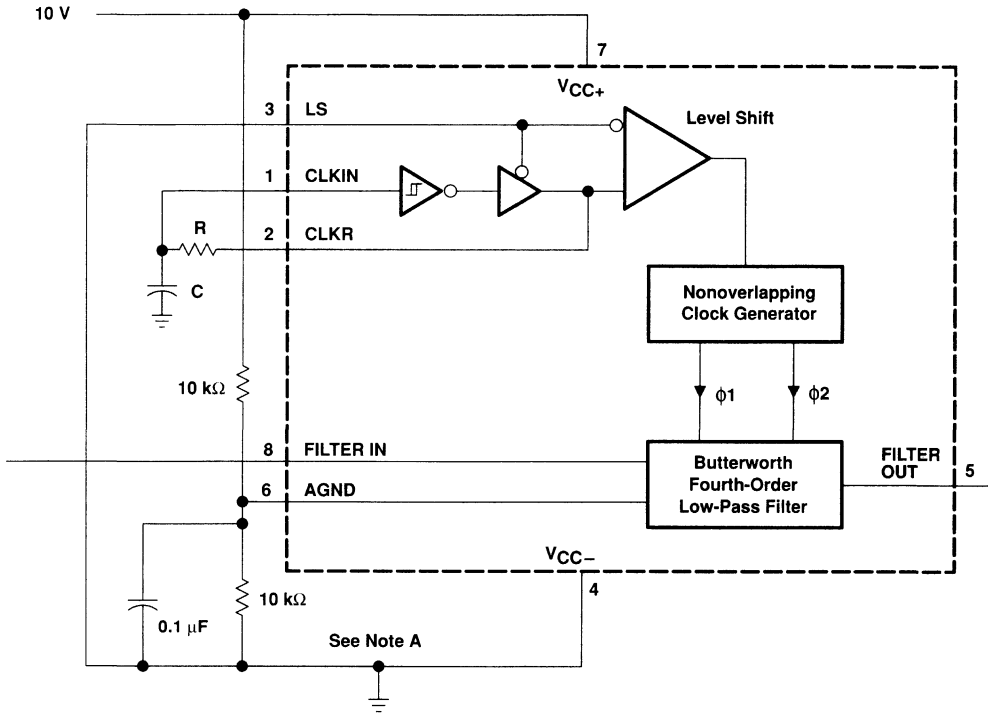 10 V
7
VCC+
3 LS
Level Shift
1 CLKIN
R
2 CLKR
C
Nonoverlapping
Clock Generator
10 kΩ
ϕ1
ϕ2
8 FILTER IN
Butterworth
Fourth-Order
Low-Pass Filter
FILTER
OUT
5
6 AGND
VCC−
4
10 kΩ
0.1 μF
See Note A